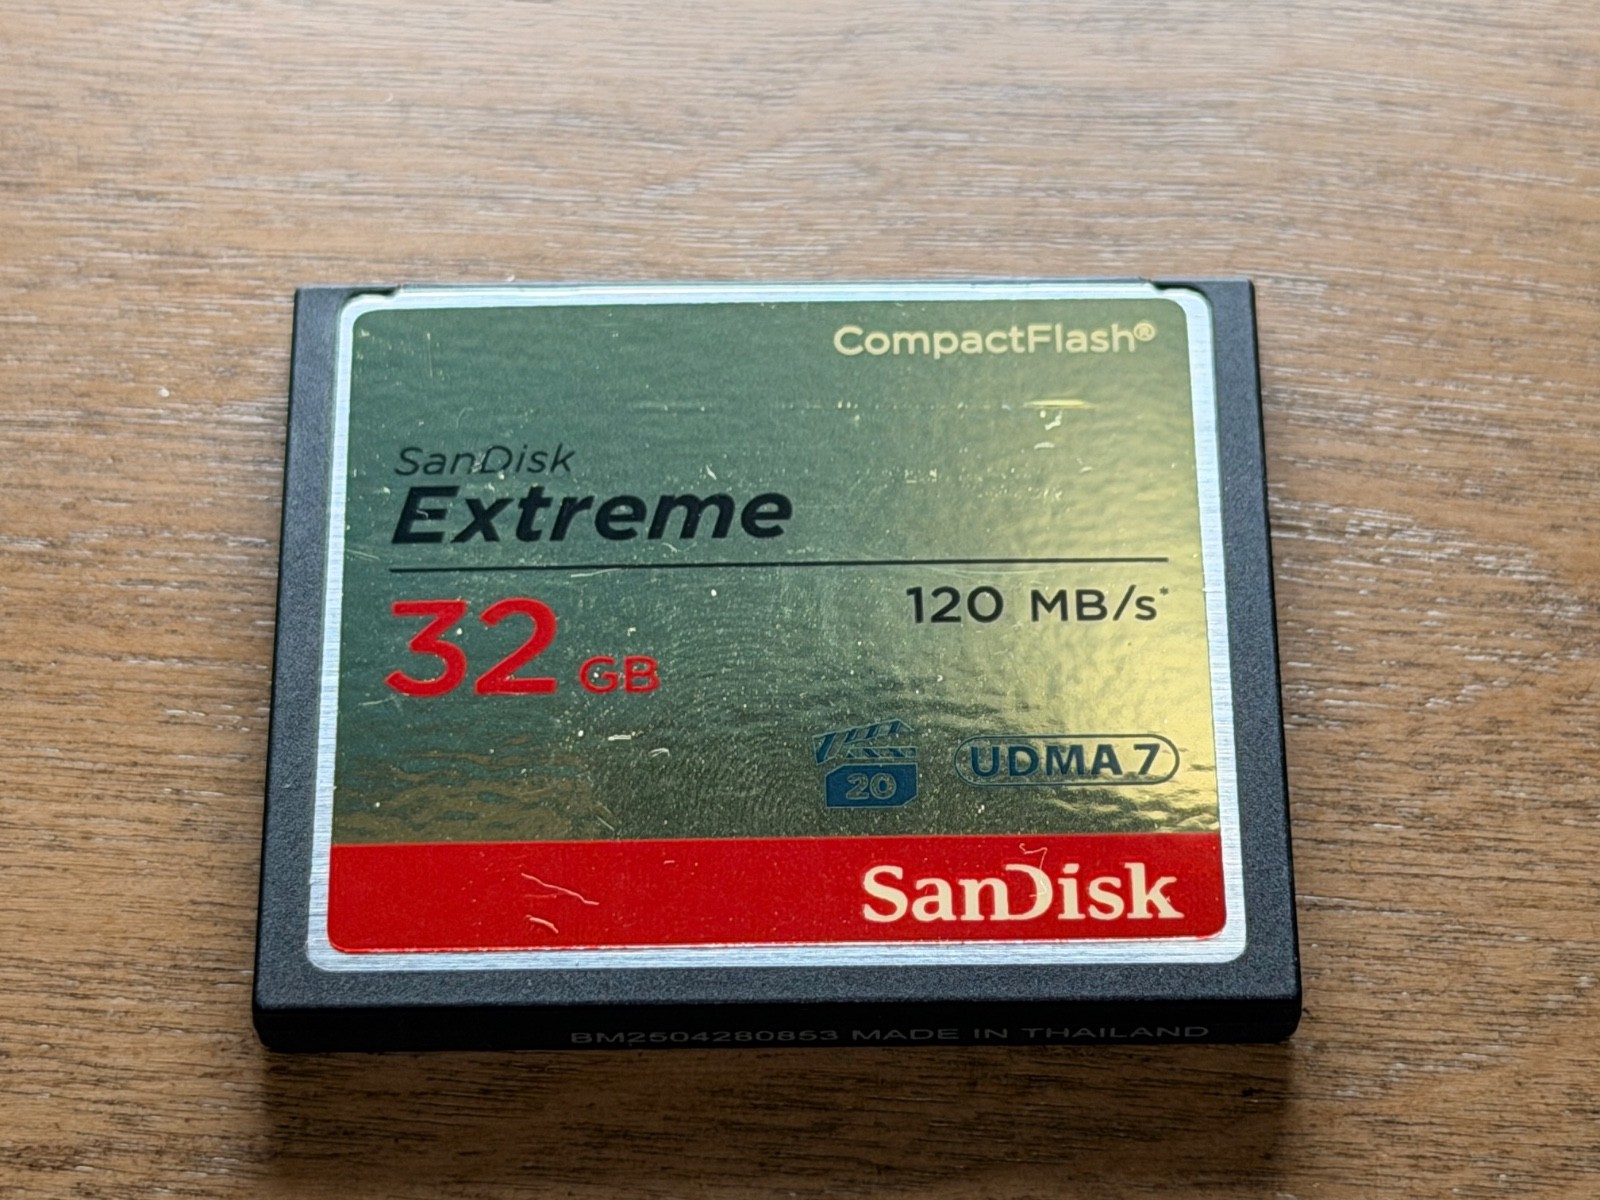 CompactFlash®
SanDisk
Extreme
32 GB
120 MB/s*
20
UDMA 7
SanDisk
BM2504280853 MADE IN THAILAND